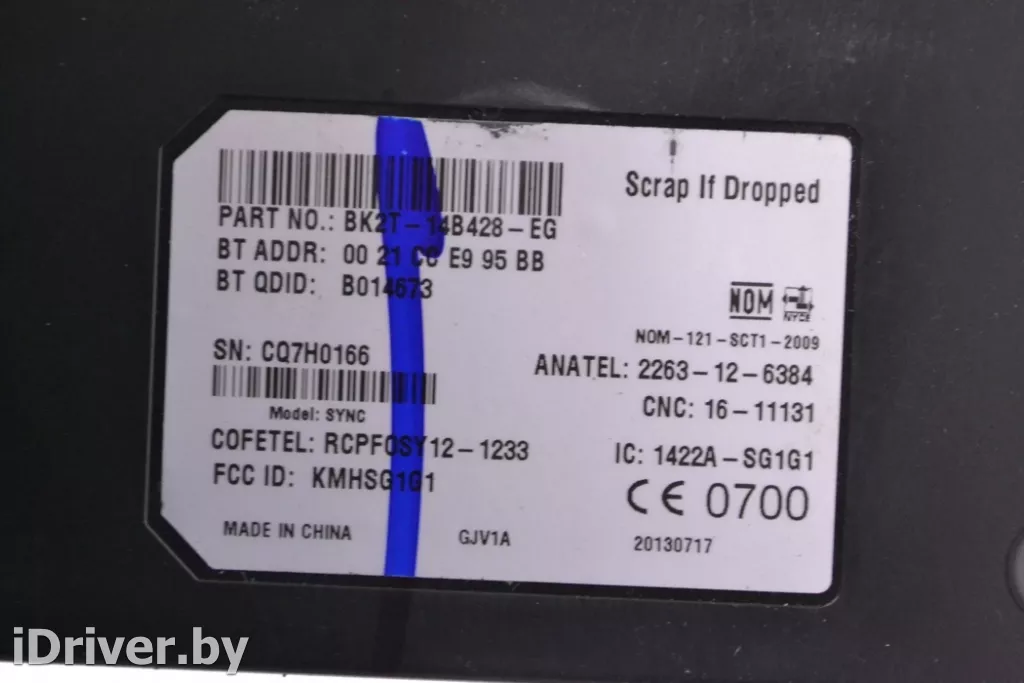 Scrap If Dropped
PART NO.: BK2T-14B428-EG
BT ADDR: 00 21 CC E9 95 BB
BT QDID: B014673
NOM NYCE
NOM-121-SCT1-2009
SN: CQ7H0166
ANATEL: 2263-12-6384
Model: SYNC
CNC: 16-11131
COFETEL: RCPFOSY12-1233
IC: 1422A-SG1G1
FCC ID: KMHSG1G1
CE 0700
MADE IN CHINA
GJV1A
20130717
iDriver.by